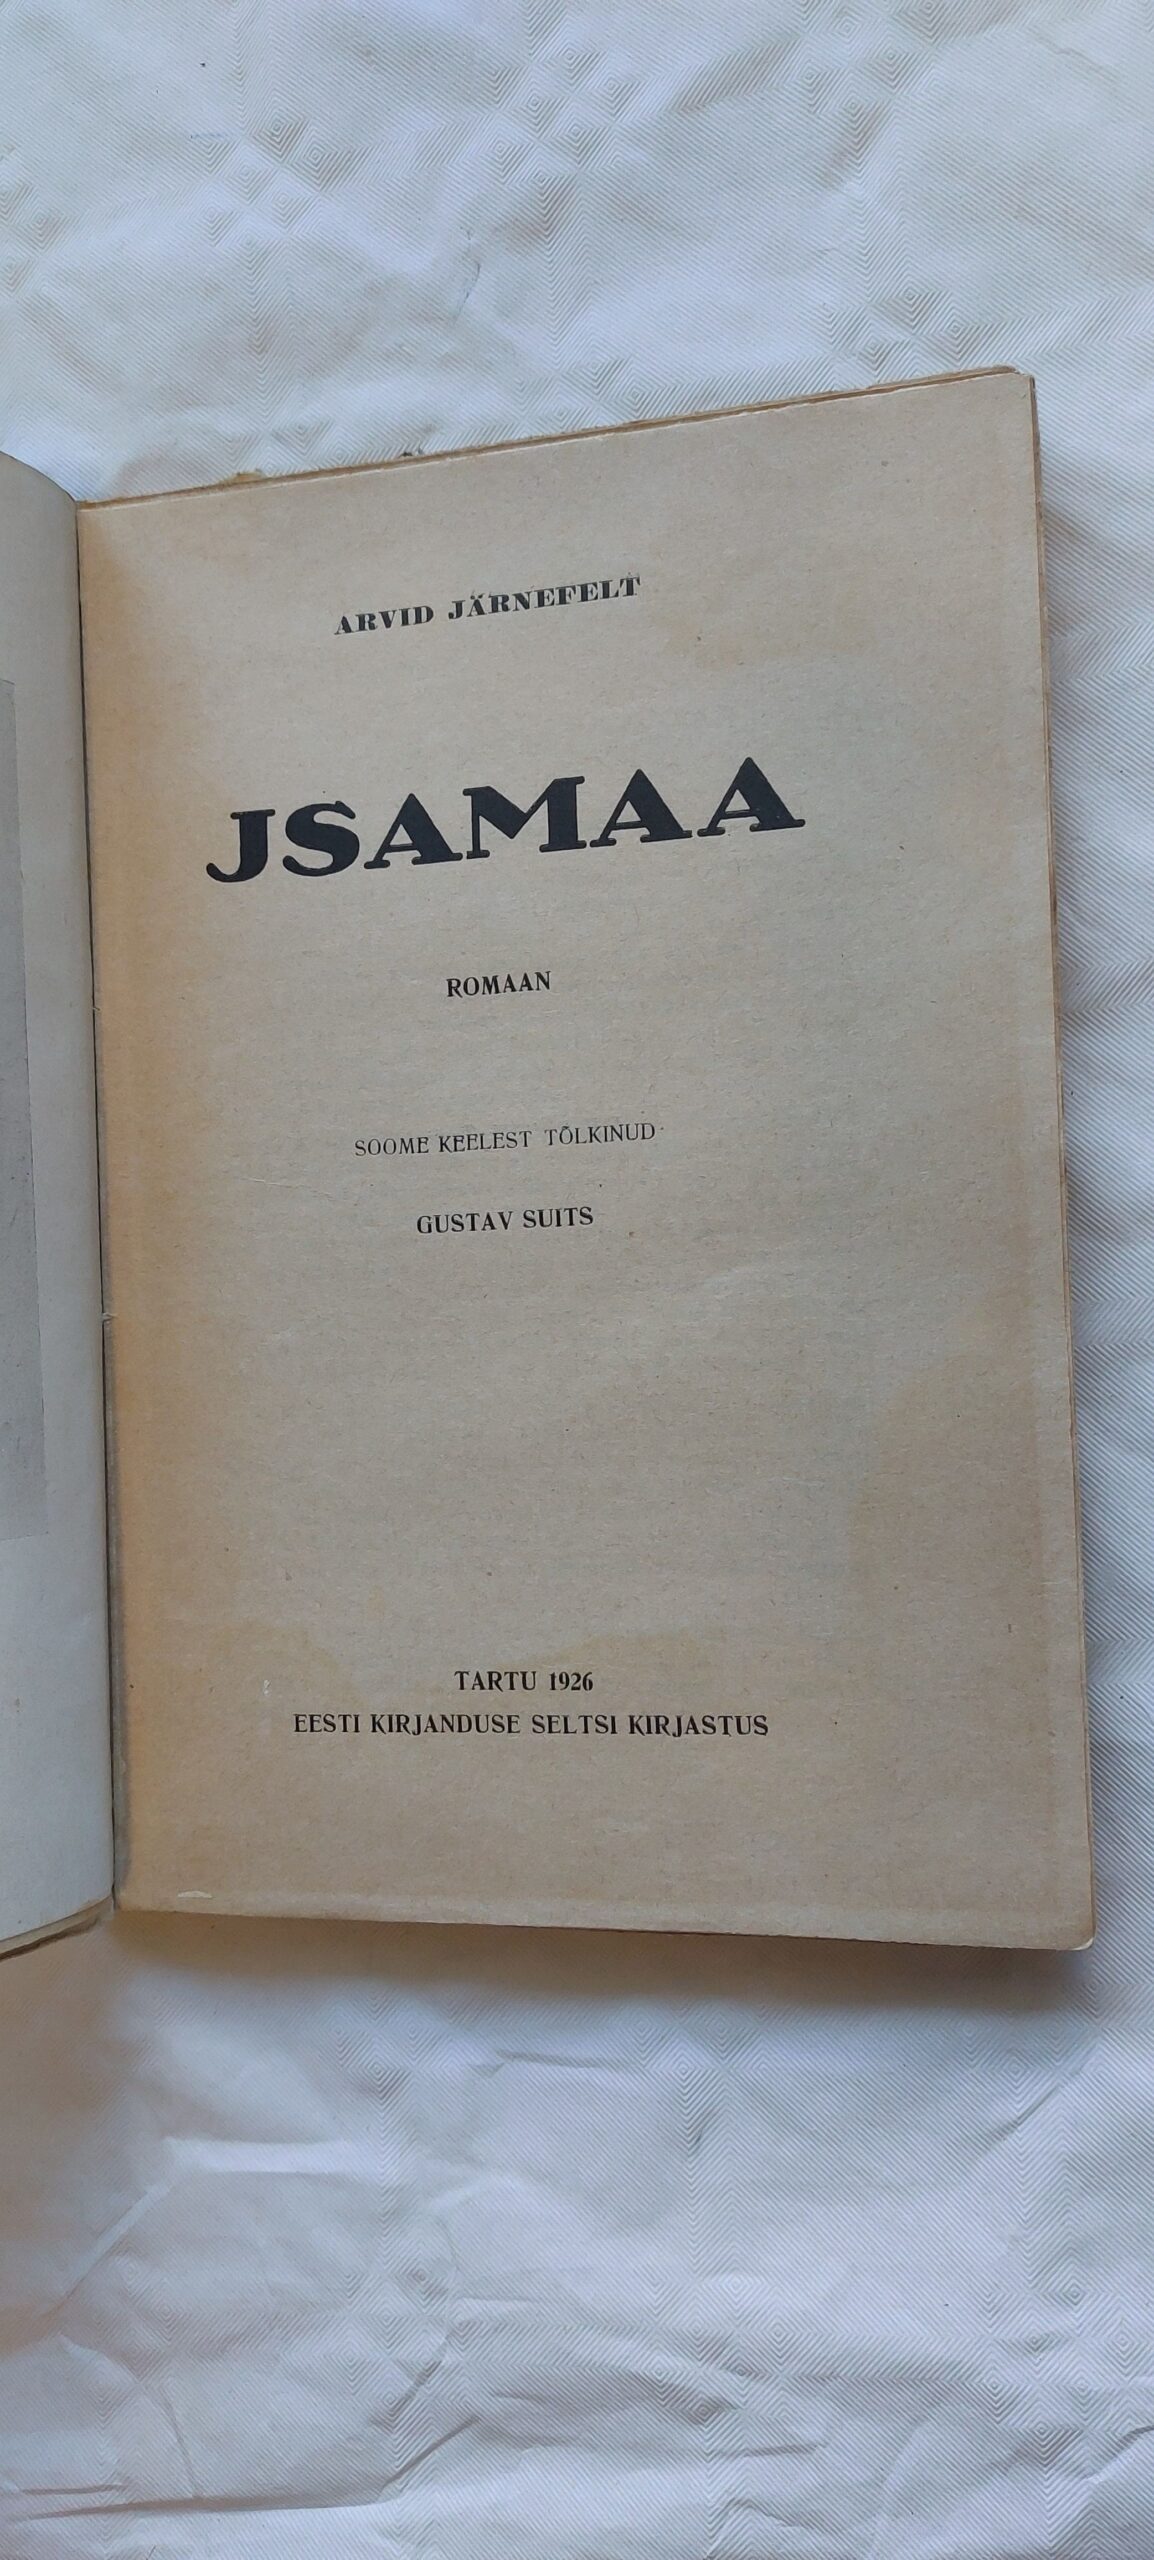 ARVID JÄRNEFELT
JSAMAA
ROMAAN
SOOME KEELEST TÕLKINUD
GUSTAV SUITS
TARTU 1926
EESTI KIRJANDUSE SELTSI KIRJASTUS